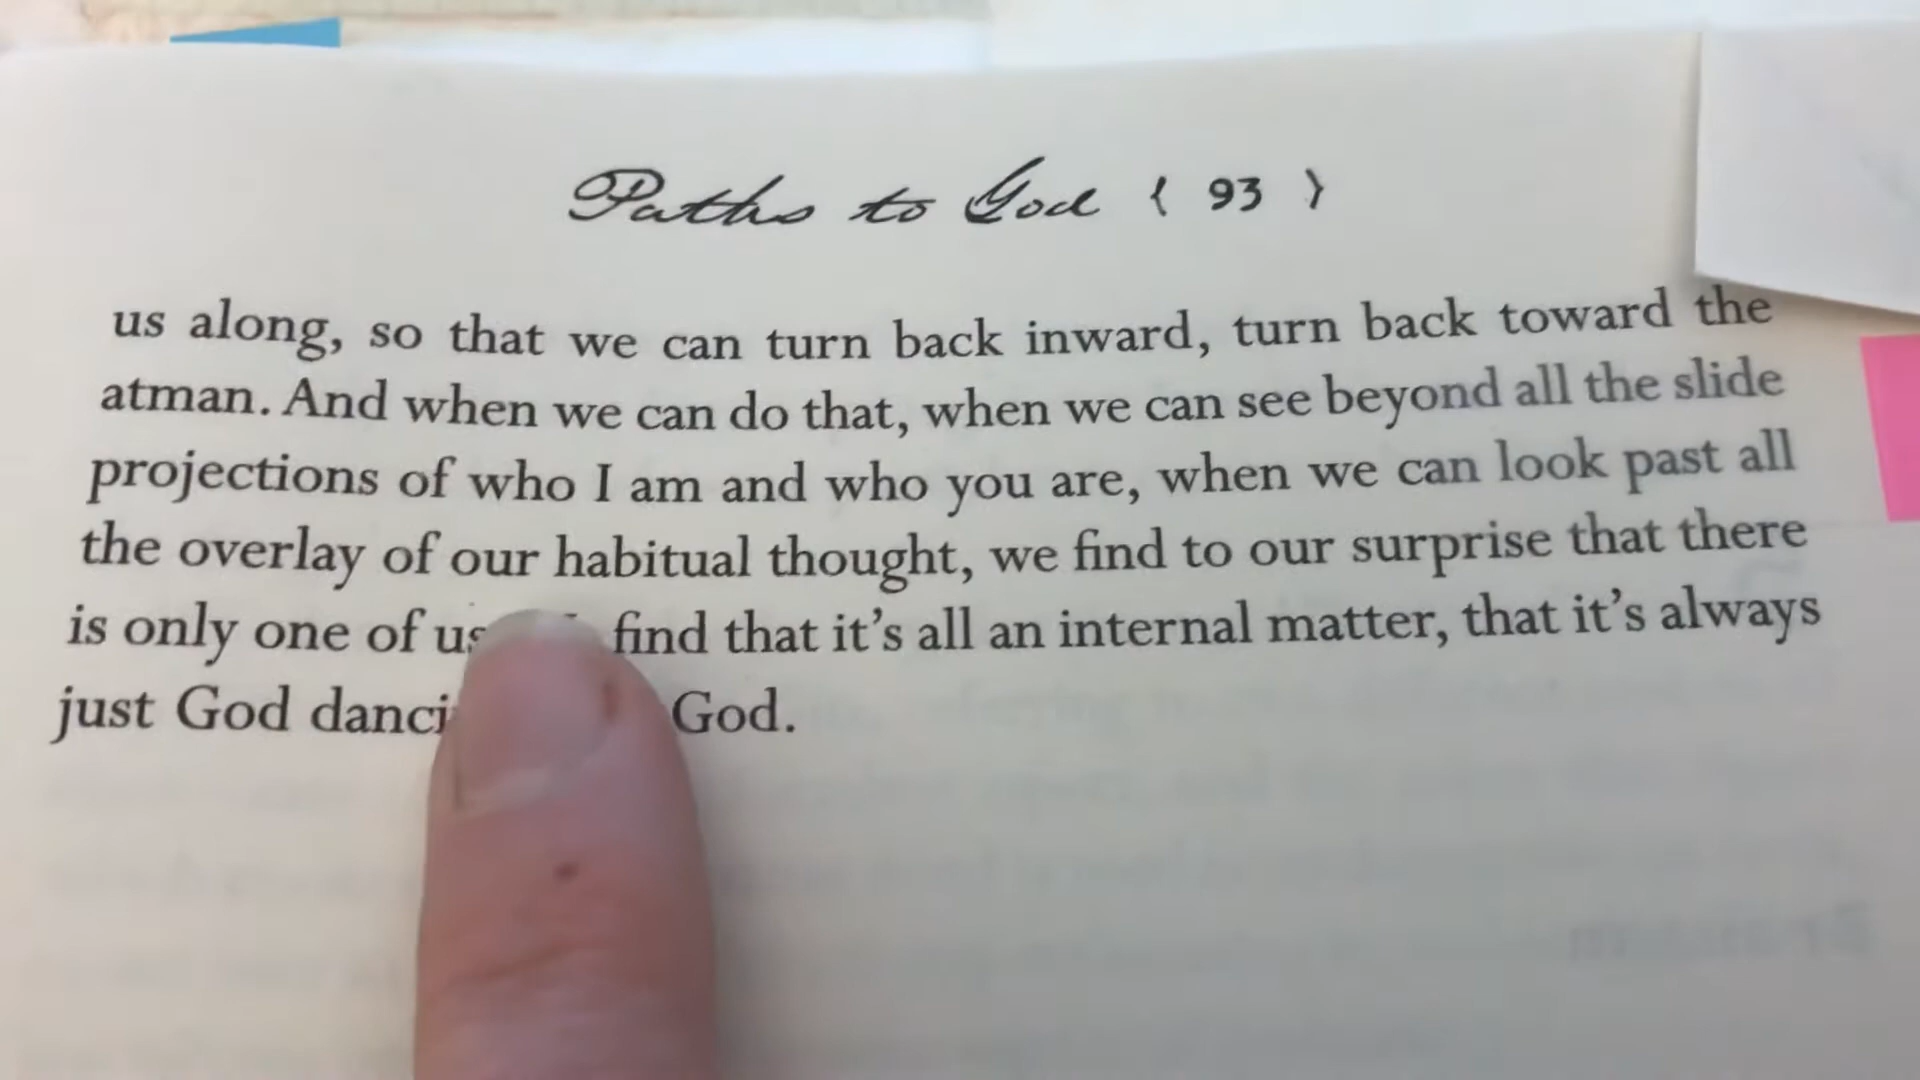 Paths to God { 93 }
us along, so that we can turn back inward, turn back toward the
atman. And when we can do that, when we can see beyond all the slide
projections of who I am and who you are, when we can look past all
the overlay of our habitual thought, we find to our surprise that there
is only one of us find that it's all an internal matter, that it's always
just God God.